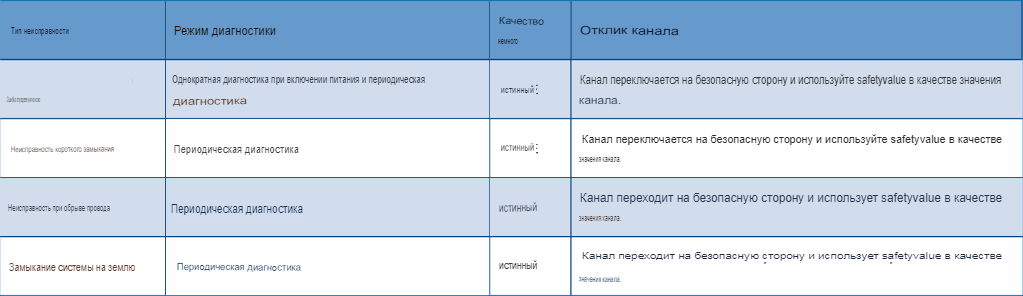 Тип неисправности
Режим диагностики
Качество
немного
Отклик канала
Однократная диагностика при включении питания и периодическая
диагностика
истинный
Канал переключается на безопасную сторону и используйте safetyvalue в качестве значения
канала.
Неисправность короткого замыкания
Периодическая диагностика
истинный
Канал переключается на безопасную сторону и используйте safetyvalue в качестве
значения канала.
Неисправность при обрыве провода
Периодическая диагностика
истинный
Канал переходит на безопасную сторону и использует safetyvalue в качестве
значения канала.
Замыкание системы на землю
Периодическая диагностика
истинный
Канал переходит на безопасную сторону и использует safetyvalue в качестве
значения канала.